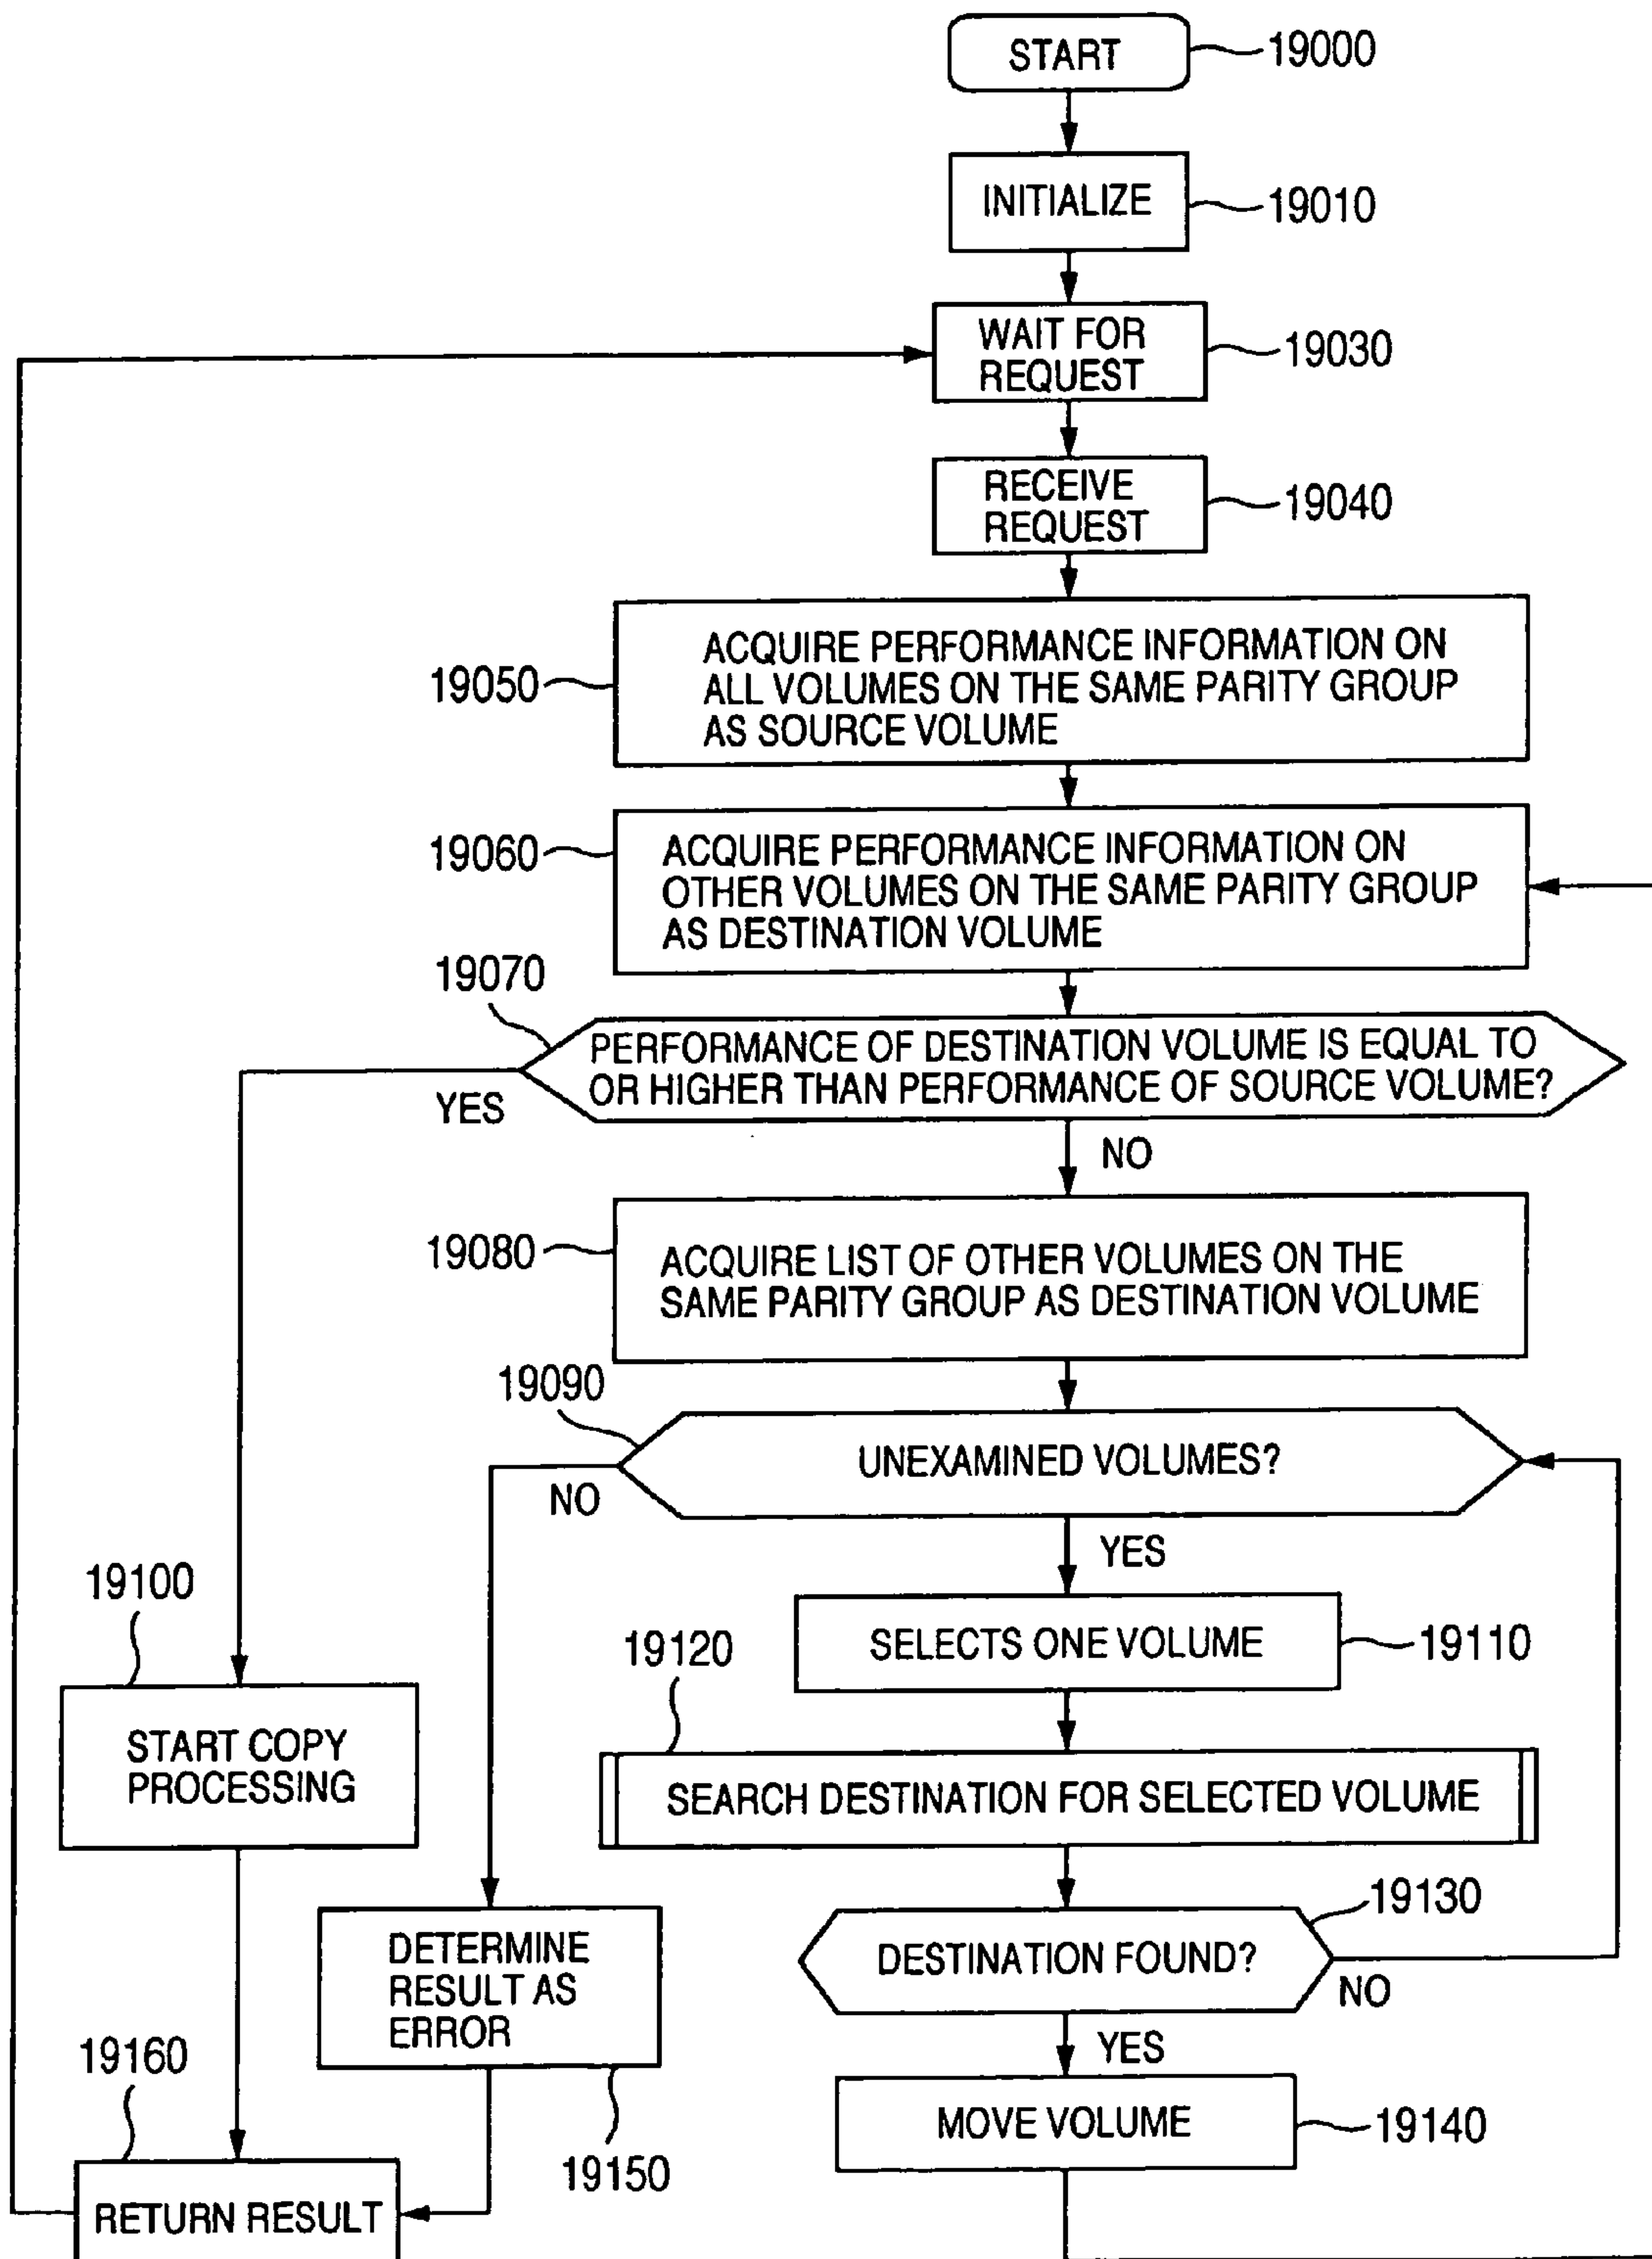 START
19000
INITIALIZE
19010
WAIT FOR
REQUEST
19030
RECEIVE
REQUEST
19040
19050
ACQUIRE PERFORMANCE INFORMATION ON
ALL VOLUMES ON THE SAME PARITY GROUP
AS SOURCE VOLUME
19060
ACQUIRE PERFORMANCE INFORMATION ON
OTHER VOLUMES ON THE SAME PARITY GROUP
AS DESTINATION VOLUME
19070
PERFORMANCE OF DESTINATION VOLUME IS EQUAL TO
OR HIGHER THAN PERFORMANCE OF SOURCE VOLUME?
YES
NO
19080
ACQUIRE LIST OF OTHER VOLUMES ON THE
SAME PARITY GROUP AS DESTINATION VOLUME
19090
UNEXAMINED VOLUMES?
NO
YES
19100
START COPY
PROCESSING
SELECTS ONE VOLUME
19110
19120
SEARCH DESTINATION FOR SELECTED VOLUME
19130
DESTINATION FOUND?
NO
YES
DETERMINE
RESULT AS
ERROR
19150
MOVE VOLUME
19140
19160
RETURN RESULT